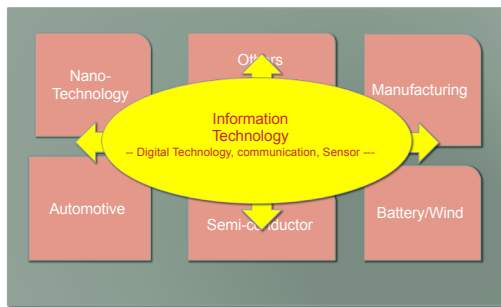 Others
Nano-
Technology
Manufacturing
Information
Technology
-- Digital Technology, communication, Sensor ---
Automotive
Semi-conductor
Battery/Wind